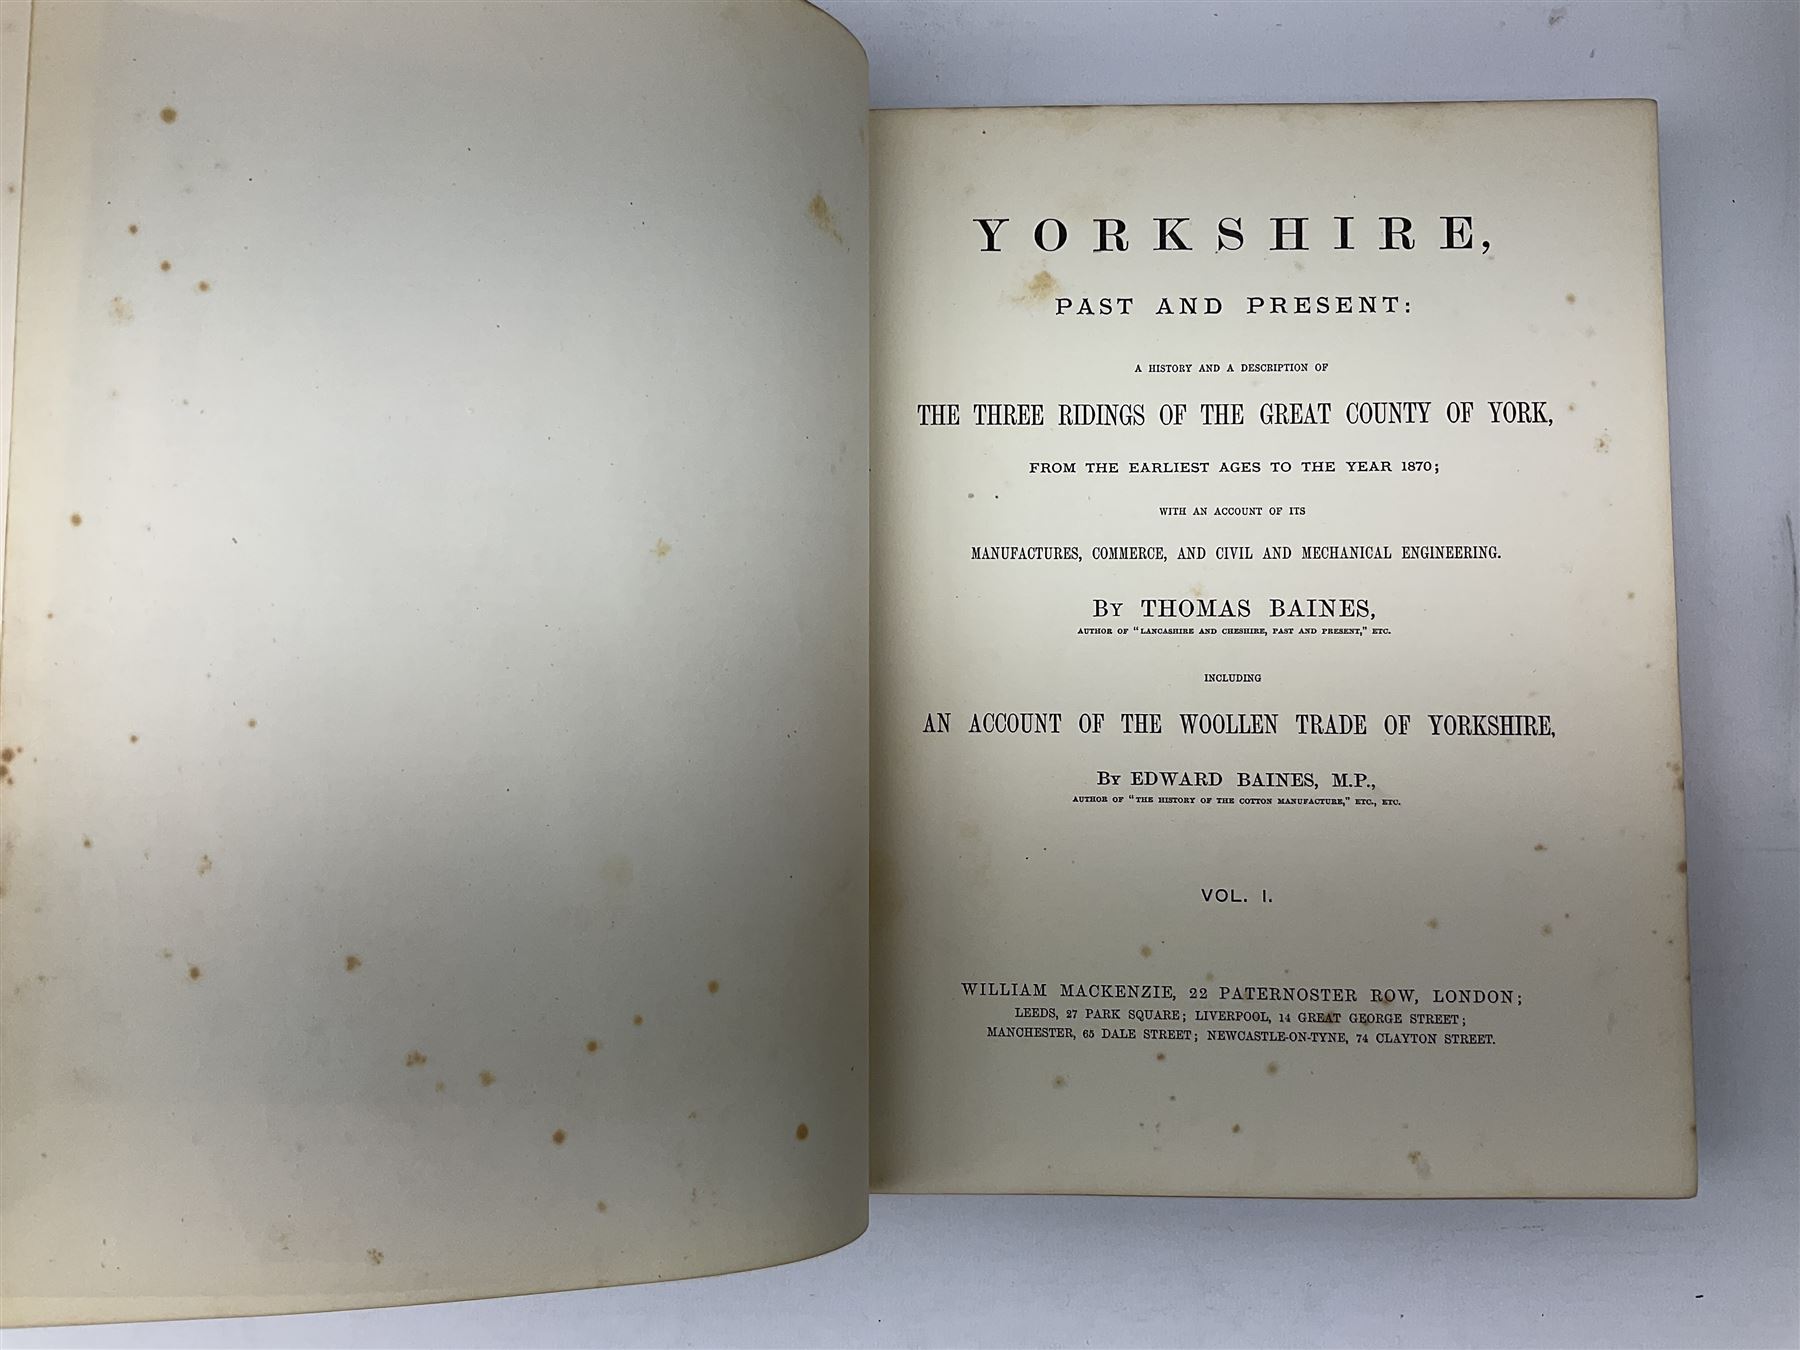 YORKSHIRE,
PAST AND PRESENT:
A HISTORY AND A DESCRIPTION OF
THE THREE RIDINGS OF THE GREAT COUNTY OF YORK,
FROM THE EARLIEST AGES TO THE YEAR 1870;
WITH AN ACCOUNT OF ITS
MANUFACTURES, COMMERCE, AND CIVIL AND MECHANICAL ENGINEERING.
BY THOMAS BAINES,
AUTHOR OF "LANCASHIRE AND CHESHIRE, PAST AND PRESENT," ETC.
INCLUDING
AN ACCOUNT OF THE WOOLLEN TRADE OF YORKSHIRE,
BY EDWARD BAINES, M.P.,
AUTHOR OF "THE HISTORY OF THE COTTON MANUFACTURE," ETC., ETC.
VOL. I.
WILLIAM MACKENZIE, 22 PATERNOSTER ROW, LONDON;
LEEDS, 27 PARK SQUARE; LIVERPOOL, 14 GREAT GEORGE STREET;
MANCHESTER, 65 DALE STREET; NEWCASTLE-ON-TYNE, 74 CLAYTON STREET.